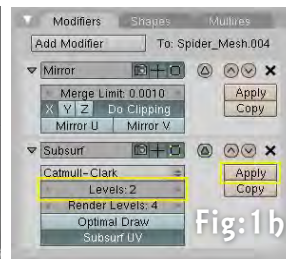 Modifiers Shapes Multires
Add Modifier To: Spider_Mesh.004
Mirror
Merge Limit: 0.0010 Apply
X Y Z Do Clipping Copy
Mirror U Mirror V
Subsurf
Catmull-Clark Apply
Levels: 2 Copy
Render Levels: 4
Optimal Draw
Subsurf UV
Fig:1b